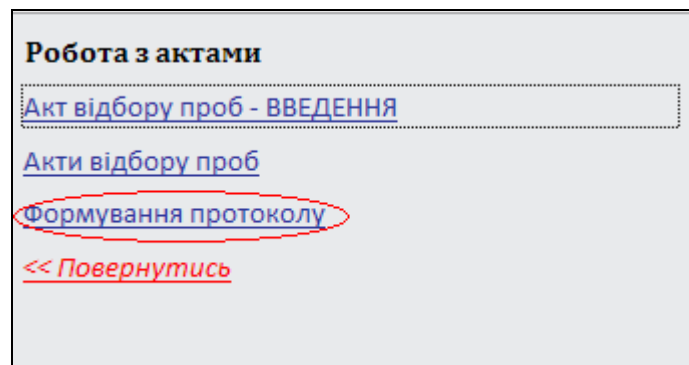 Робота з актами
Акт відбору проб - ВВЕДЕННЯ
Акти відбору проб
Формування протоколу
<< Повернутись